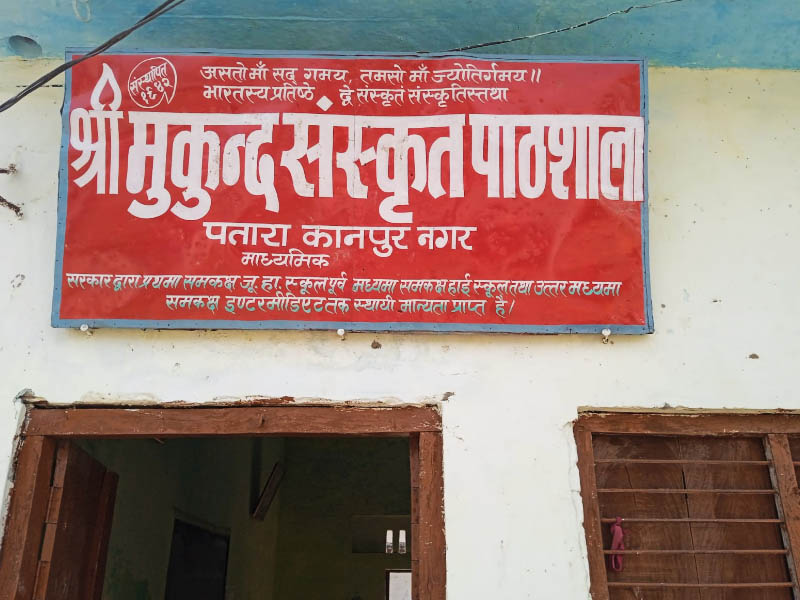 संस्थापित
१९४२
असतो माँ सद् गमय, तमसो माँ ज्योतिर्गमय॥
भारतस्य प्रतिष्ठे द्वे संस्कृतं संस्कृतिस्तथा
श्री मुकुन्द संस्कृत पाठशाला
पतारा कानपुर नगर
माध्यमिक
सरकार द्वारा प्रथमा समकक्ष जू. हा. स्कूल पूर्व मध्यमा समकक्ष हाई स्कूल तथा उत्तर मध्यमा
समकक्ष इण्टरमीडिएट तक स्थायी मान्यता प्राप्त है।